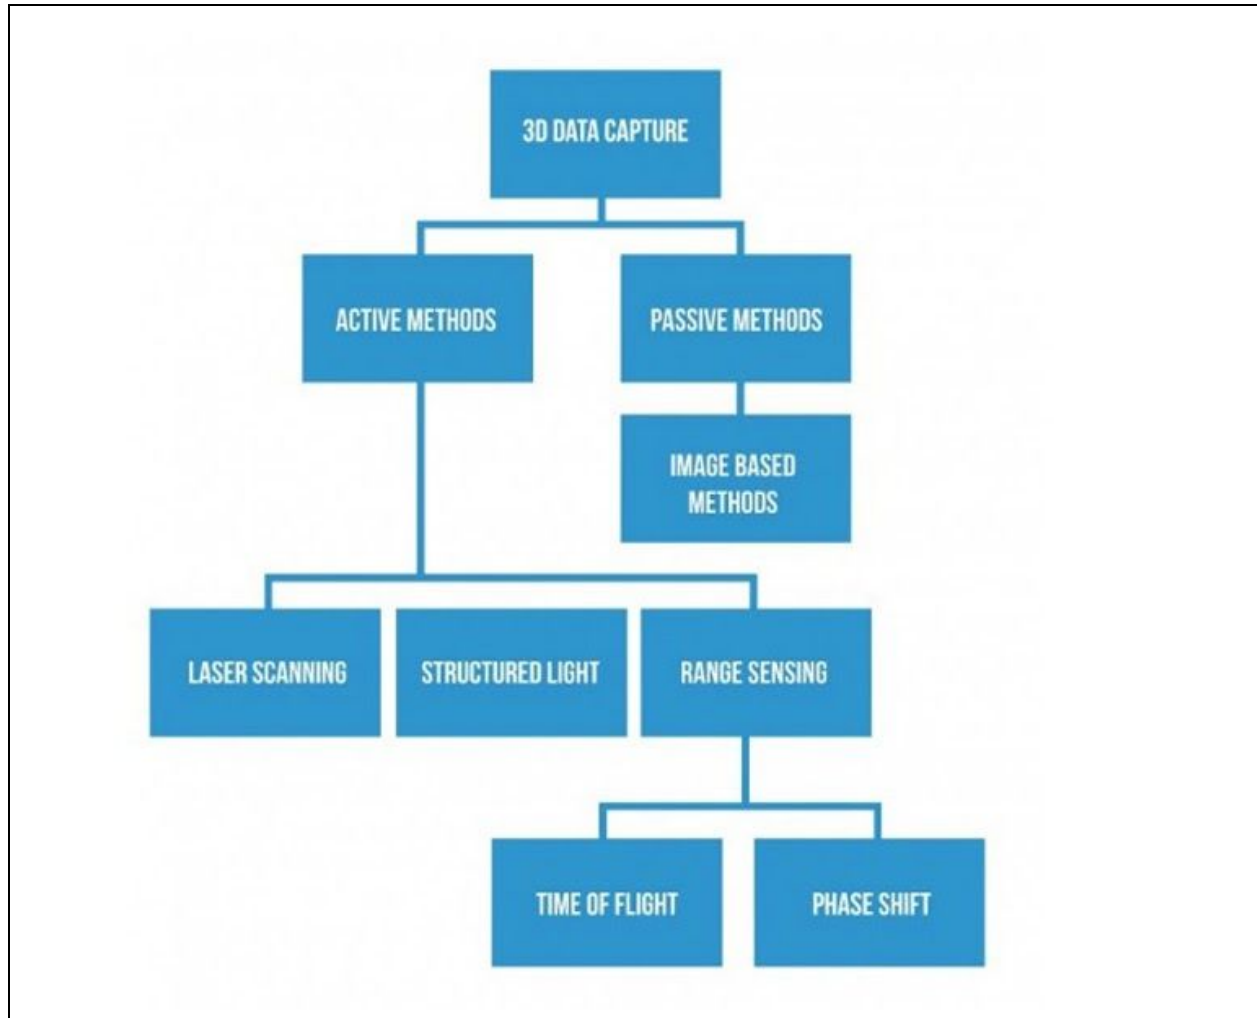 3D DATA CAPTURE
ACTIVE METHODS
PASSIVE METHODS
IMAGE BASED
METHODS
LASER SCANNING
STRUCTURED LIGHT
RANGE SENSING
TIME OF FLIGHT
PHASE SHIFT